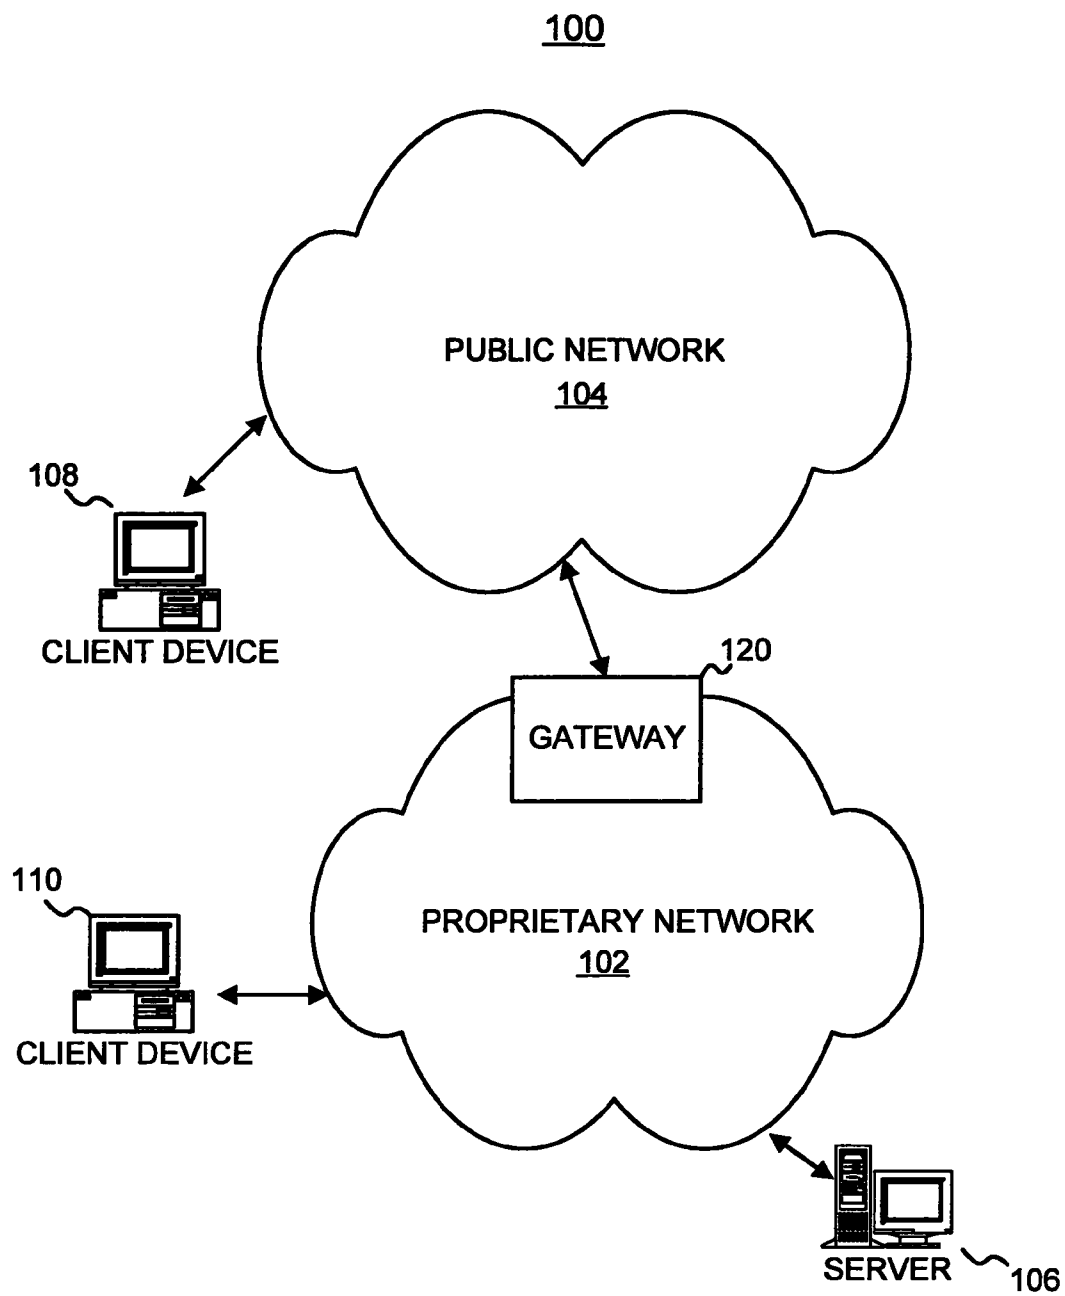 100
PUBLIC NETWORK
104
108
CLIENT DEVICE
120
GATEWAY
110
PROPRIETARY NETWORK
102
CLIENT DEVICE
SERVER
106